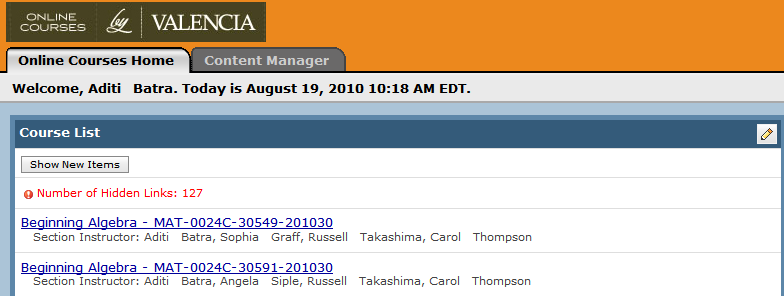 ONLINE COURSES by VALENCIA
Online Courses Home Content Manager
Welcome, Aditi Batra. Today is August 19, 2010 10:18 AM EDT.
Course List
Show New Items
Number of Hidden Links: 127
Beginning Algebra - MAT-0024C-30549-201030
Section Instructor: Aditi Batra, Sophia Graff, Russell Takashima, Carol Thompson
Beginning Algebra - MAT-0024C-30591-201030
Section Instructor: Aditi Batra, Angela Siple, Russell Takashima, Carol Thompson